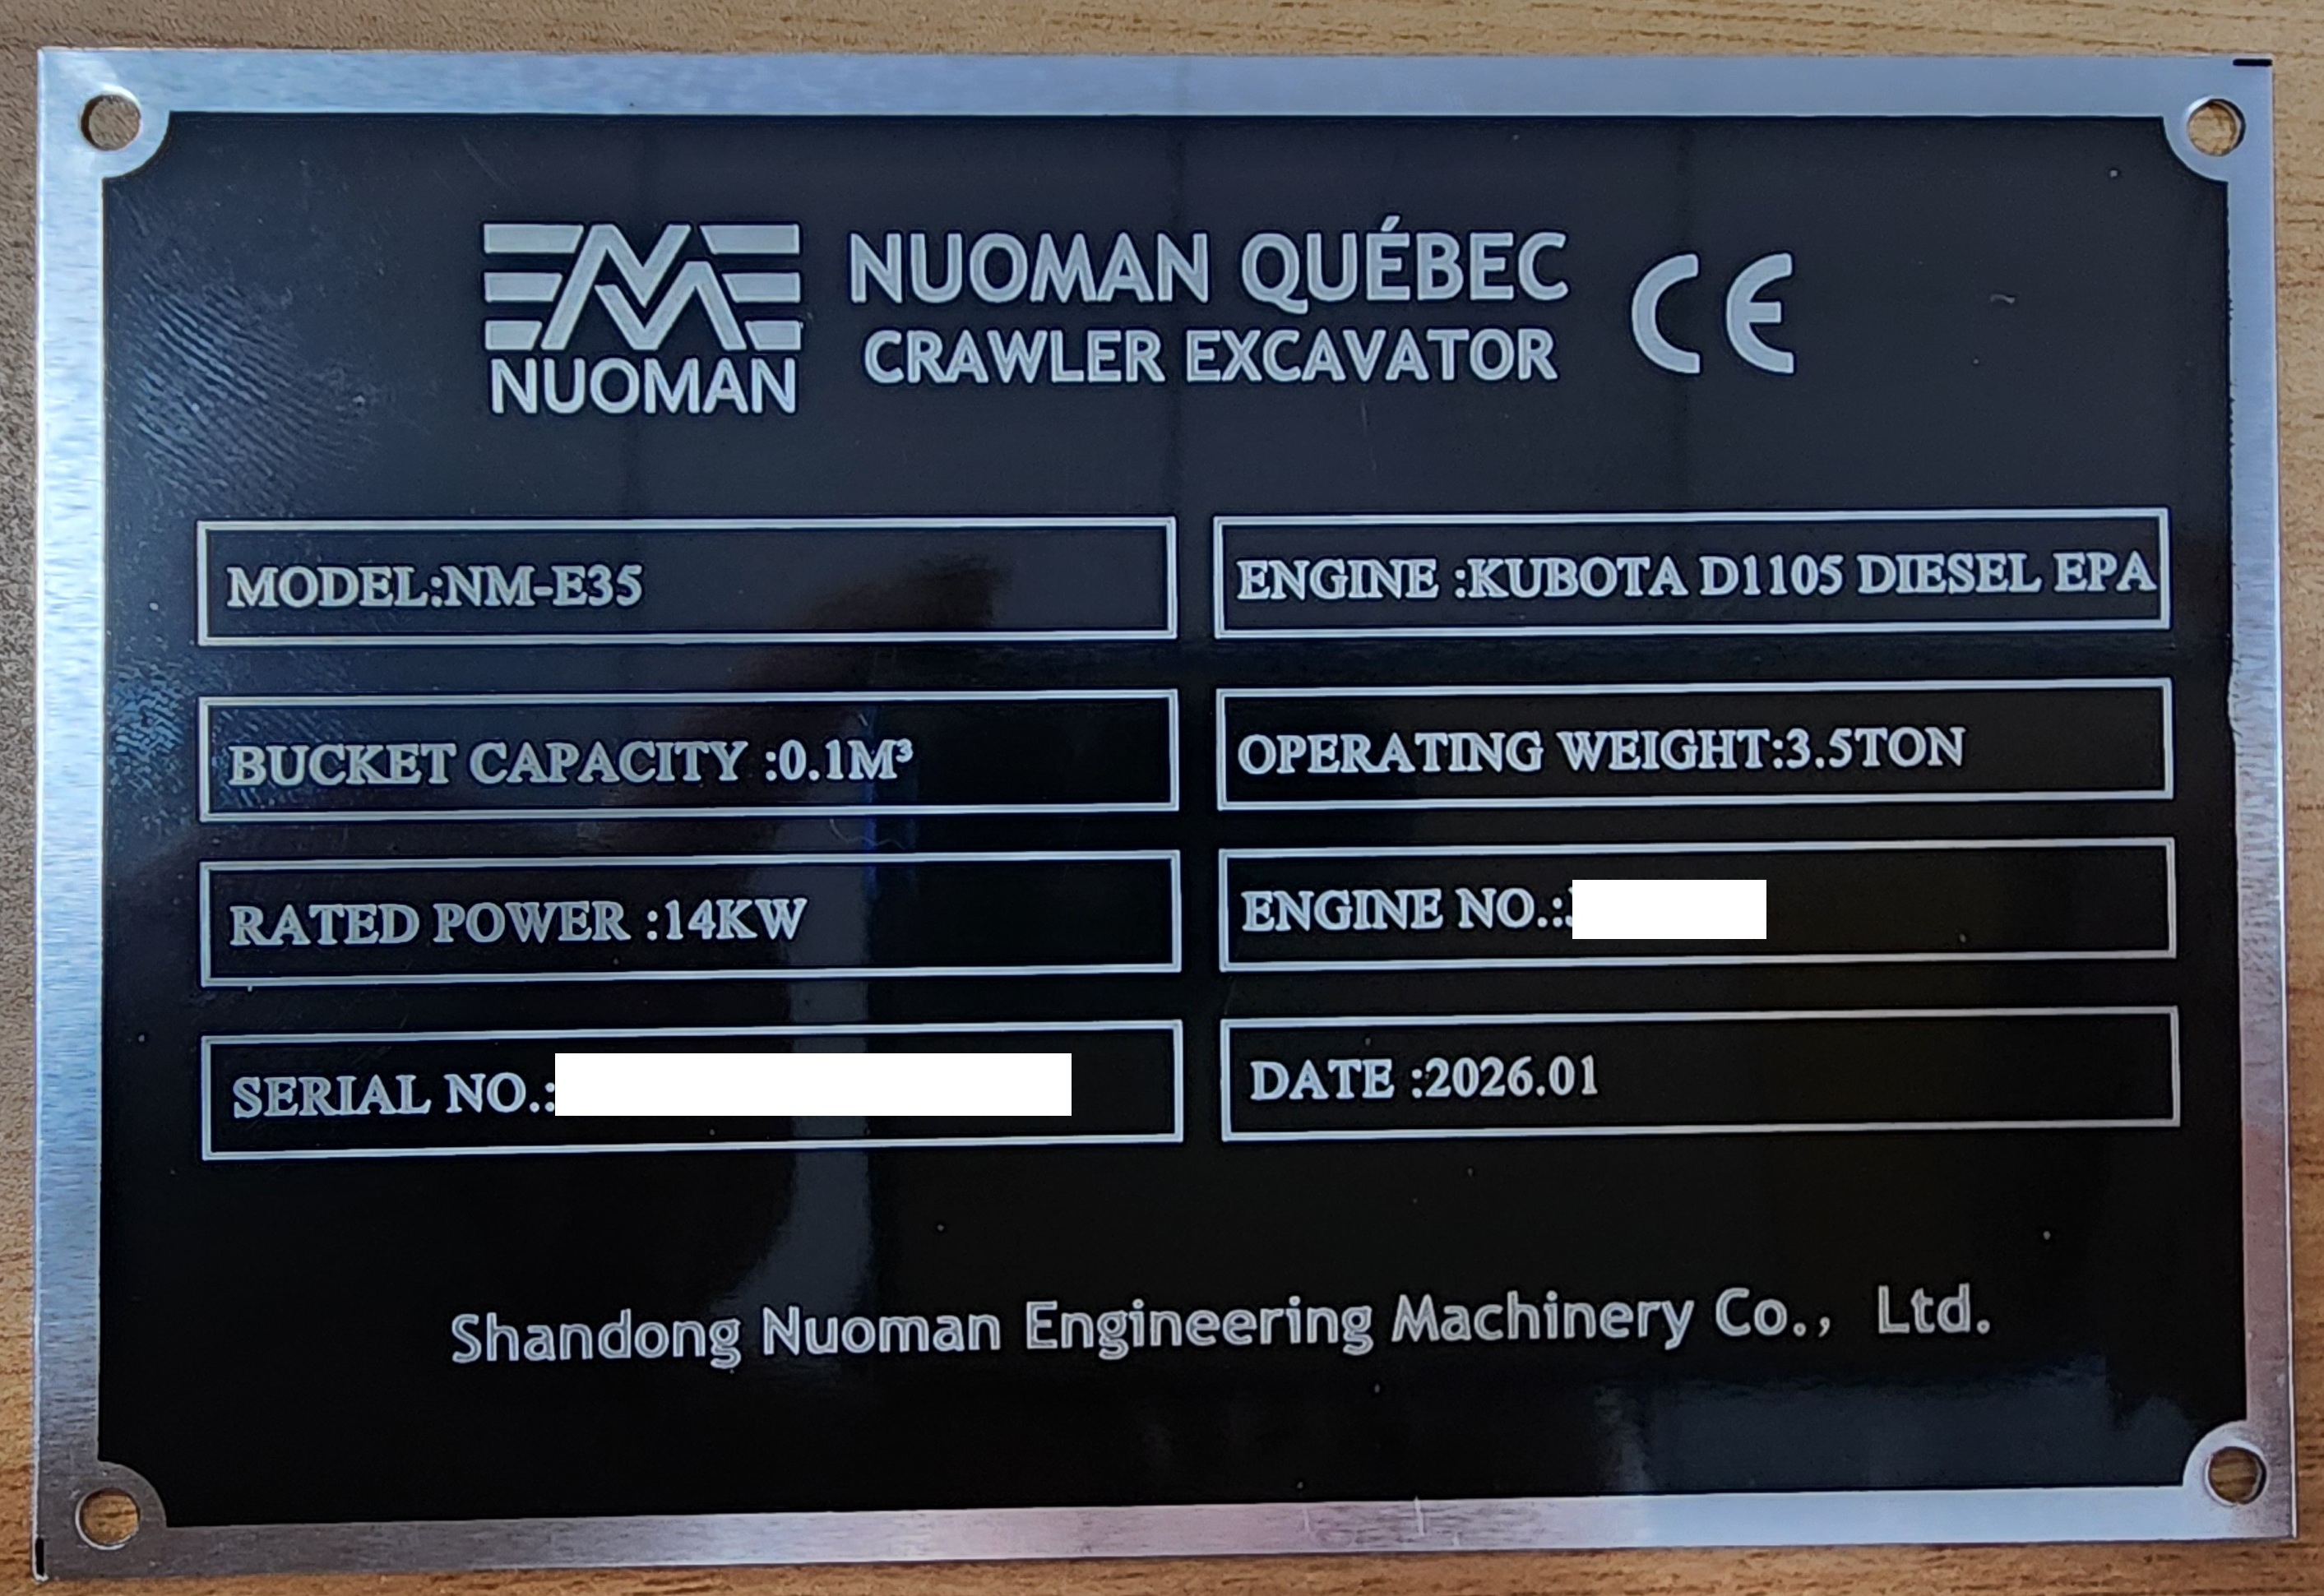 NUOMAN
NUOMAN QUÉBEC
CRAWLER EXCAVATOR
CE
MODEL:NM-E35
ENGINE :KUBOTA D1105 DIESEL EPA
BUCKET CAPACITY :0.1M³
OPERATING WEIGHT:3.5TON
RATED POWER :14KW
ENGINE NO.:
SERIAL NO.:
DATE :2026.01
Shandong Nuoman Engineering Machinery Co., Ltd.